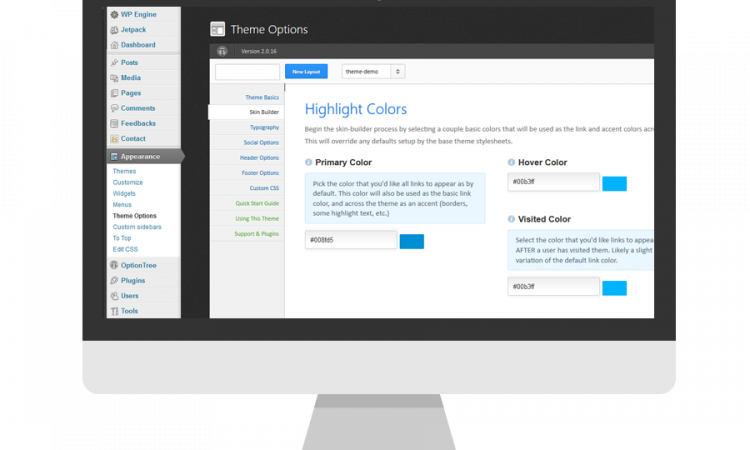 WP Engine
Jetpack
Dashboard
Posts
Media
Pages
Comments
Feedbacks
Contact
Appearance
Themes
Customize
Widgets
Menus
Theme Options
Custom sidebars
To Top
Edit CSS
OptionTree
Plugins
Users
Tools
Theme Options
Version 2.0.16
New Layout
theme-demo
Theme Basics
Skin Builder
Typography
Social Options
Header Options
Footer Options
Custom CSS
Quick Start Guide
Using This Theme
Support & Plugins
Highlight Colors
Begin the skin-builder process by selecting a couple basic colors that will be used as the link and accent colors acr
This will override any defaults setup by the base theme stylesheets.
Primary Color
Pick the color that you'd like all links to appear as by
default. This color will also be used as the basic link
color, and across the theme as an accent (borders,
some highlight text, etc.)
#008fd5
Hover Color
#00b3ff
Visited Color
Select the color that you'd like links to appear
AFTER a user has visited them. Likely a slight
variation of the default link color.
#00b3ff